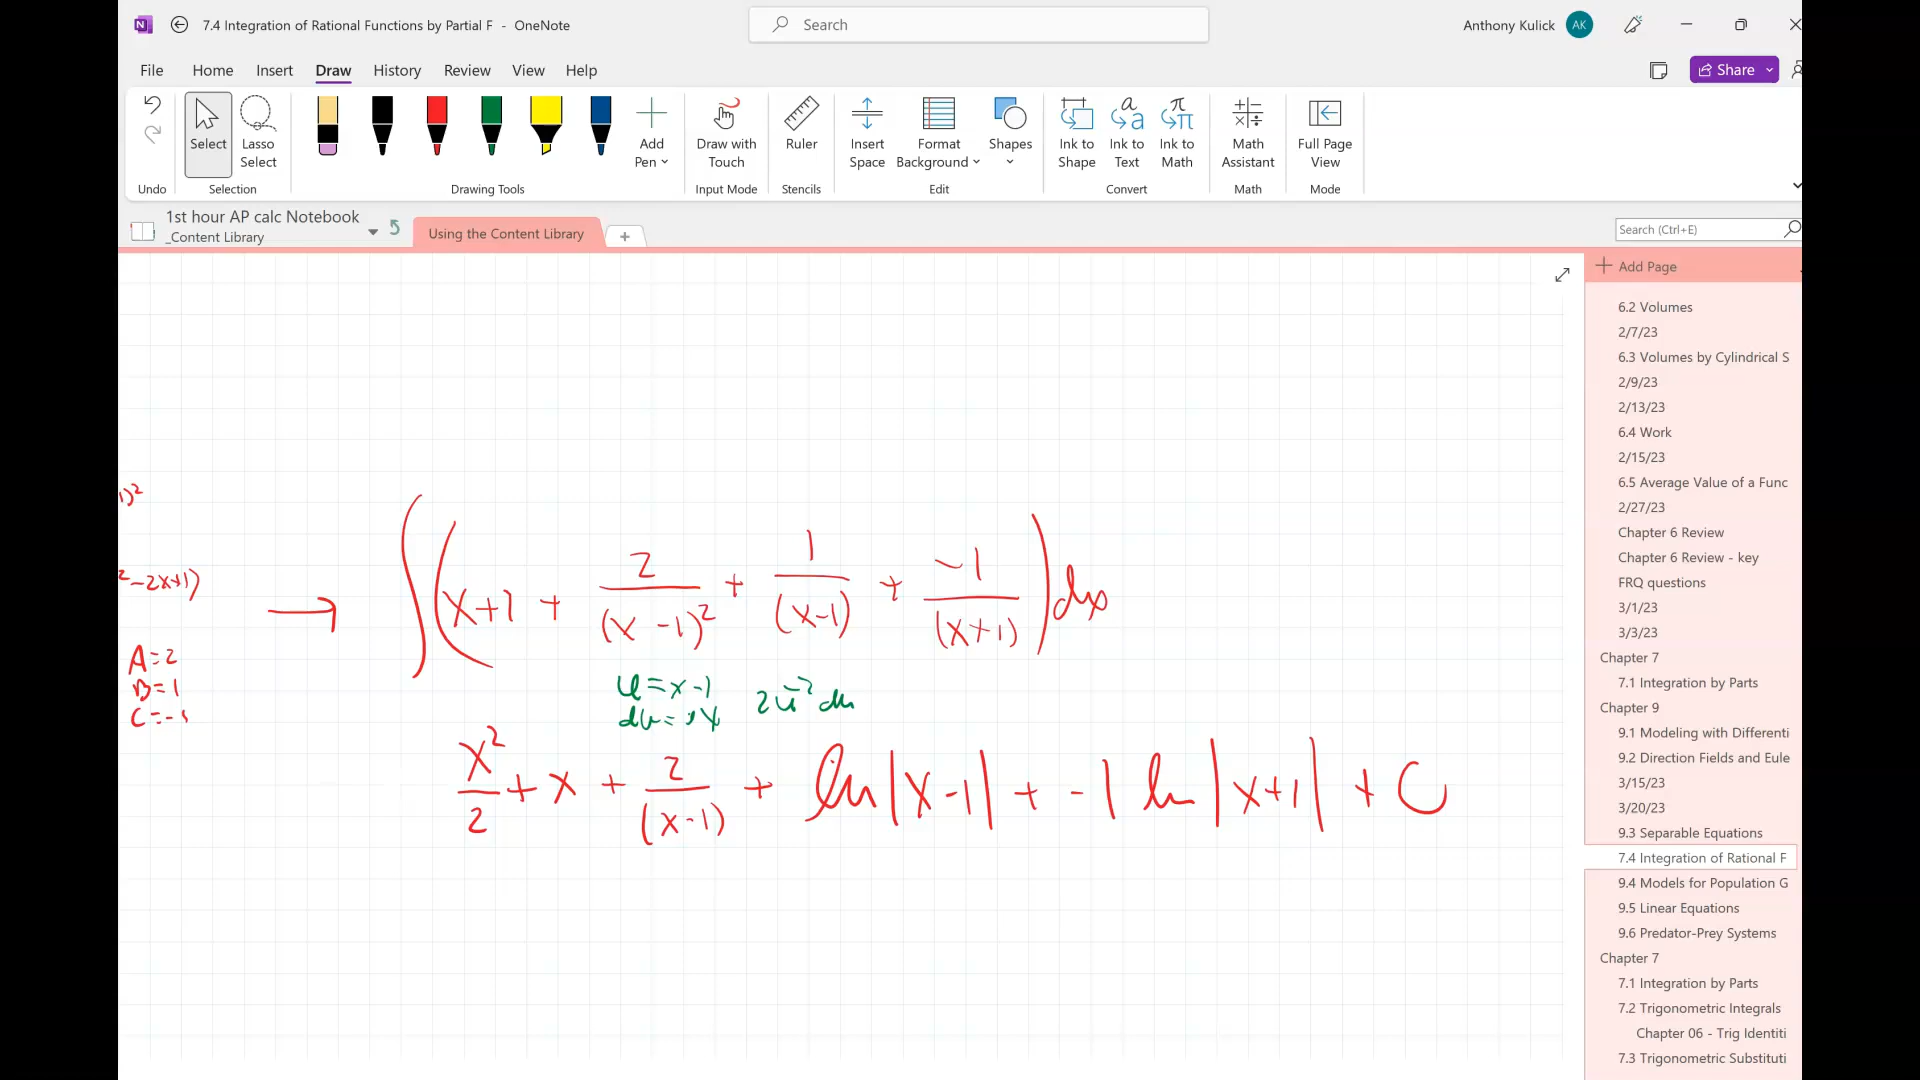 7.4 Integration of Rational Functions by Partial F - OneNote
Search
Anthony Kulick AK
File Home Insert Draw History Review View Help
Share
Undo
Select
Lasso Select
Selection
Drawing Tools
Add Pen
Draw with Touch
Input Mode
Ruler
Stencils
Insert Space
Format Background
Shapes
Edit
Ink to Shape
Ink to Text
Ink to Math
Convert
Math Assistant
Math
Full Page View
Mode
1st hour AP calc Notebook
_Content Library
Using the Content Library
Search (Ctrl+E)
Add Page
6.2 Volumes
2/7/23
6.3 Volumes by Cylindrical S
2/9/23
2/13/23
6.4 Work
2/15/23
6.5 Average Value of a Func
2/27/23
Chapter 6 Review
Chapter 6 Review - key
FRQ questions
3/1/23
3/3/23
Chapter 7
7.1 Integration by Parts
Chapter 9
9.1 Modeling with Differenti
9.2 Direction Fields and Eule
3/15/23
3/20/23
9.3 Separable Equations
7.4 Integration of Rational F
9.4 Models for Population G
9.5 Linear Equations
9.6 Predator-Prey Systems
Chapter 7
7.1 Integration by Parts
7.2 Trigonometric Integrals
Chapter 06 - Trig Identiti
7.3 Trigonometric Substituti
1)²
² -2x+1)
A=2
B=1
C=-1
→ ∫(x+1 + 2/(x-1)² + 1/(x-1) + -1/(x+1)) dx
u=x-1 2u⁻² du
du=dx
x²/2 + x + 2/(x-1) + ln|x-1| + -1 ln|x+1| + C